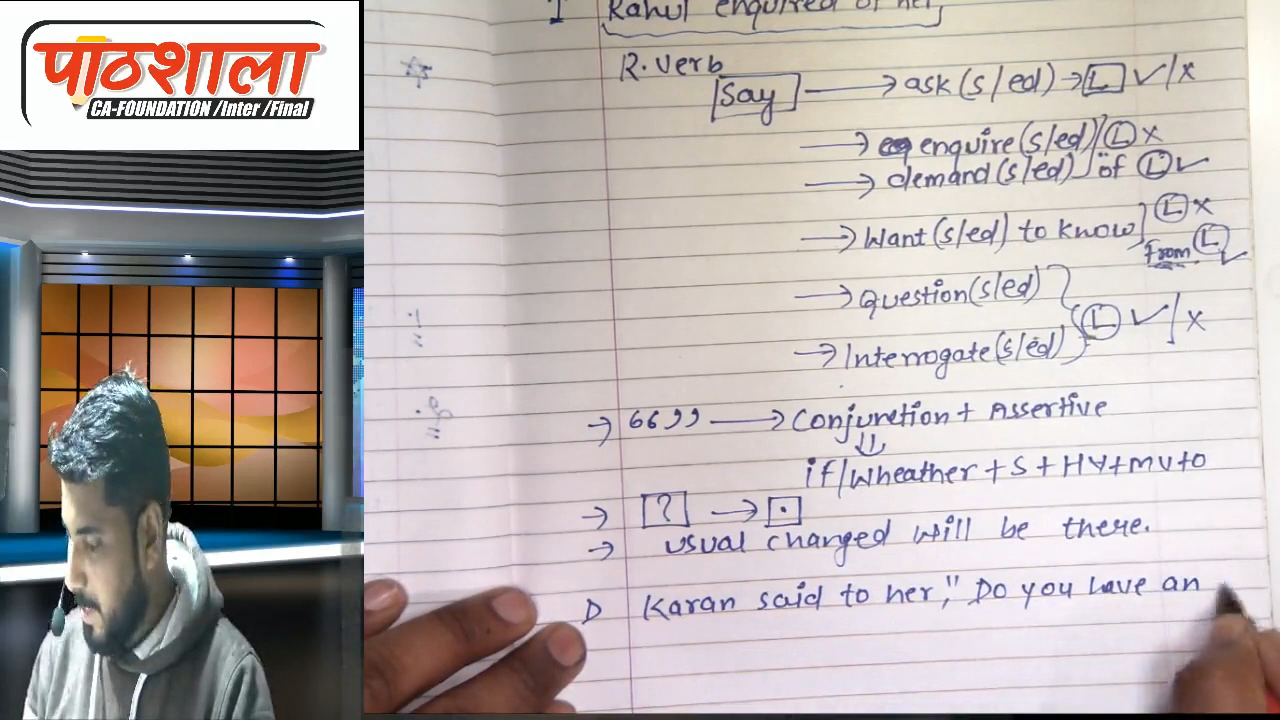 पाठशाला
CA-FOUNDATION /Inter /Final
I Rahul enquired of her,
R.verb
Say → ask(s/ed) → L ✓/x
→ enquire(s/ed) L x
→ demand(s/ed) of L ✓
→ Want(s/ed) to know L x
From L ✓
→ Question(s/ed)
L ✓/x
→ Interrogate(s/ed)
→ 66 99 → Conjunction + Assertive
⇓
if/Wheather + S + HV + MV + O
→ ? → .
→ usual changed will be there.
D Karan said to her," Do you have an